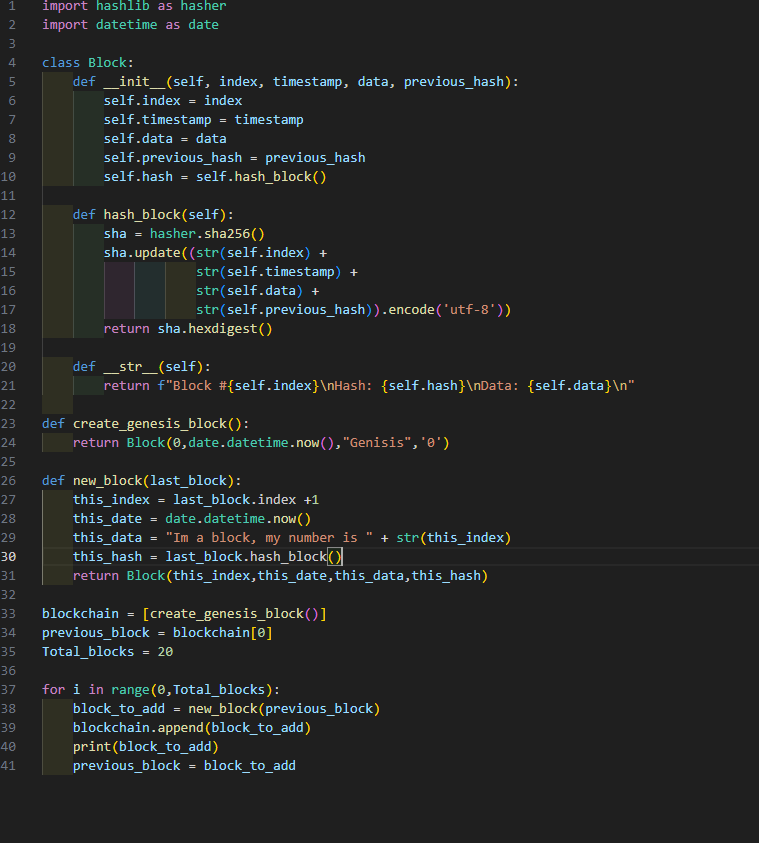 1 import hashlib as hasher
2 import datetime as date
3
4 class Block:
5     def __init__(self, index, timestamp, data, previous_hash):
6         self.index = index
7         self.timestamp = timestamp
8         self.data = data
9         self.previous_hash = previous_hash
10         self.hash = self.hash_block()
11
12     def hash_block(self):
13         sha = hasher.sha256()
14         sha.update((str(self.index) +
15                     str(self.timestamp) +
16                     str(self.data) +
17                     str(self.previous_hash)).encode('utf-8'))
18         return sha.hexdigest()
19
20     def __str__(self):
21         return f"Block #{self.index}\nHash: {self.hash}\nData: {self.data}\n"
22
23 def create_genesis_block():
24     return Block(0,date.datetime.now(),"Genisis",'0')
25
26 def new_block(last_block):
27     this_index = last_block.index +1
28     this_date = date.datetime.now()
29     this_data = "Im a block, my number is " + str(this_index)
30     this_hash = last_block.hash_block()
31     return Block(this_index,this_date,this_data,this_hash)
32
33 blockchain = [create_genesis_block()]
34 previous_block = blockchain[0]
35 Total_blocks = 20
36
37 for i in range(0,Total_blocks):
38     block_to_add = new_block(previous_block)
39     blockchain.append(block_to_add)
40     print(block_to_add)
41     previous_block = block_to_add